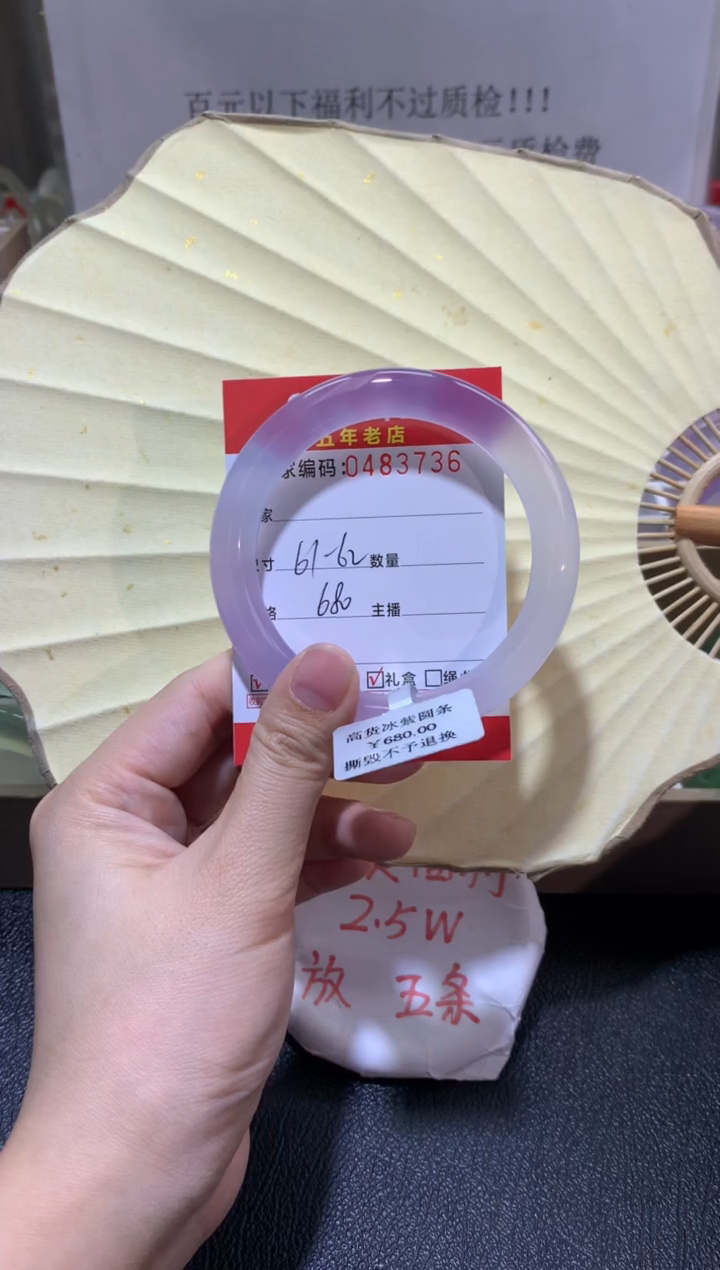 百元以下福利不过质检!!!
质检费
五年老店
家编码:0483736
家
寸 61-62 数量
格 680 主播
礼盒 绳
高货冰紫圆条
￥680.00
撕毁不予退换
2.5W
放 五条